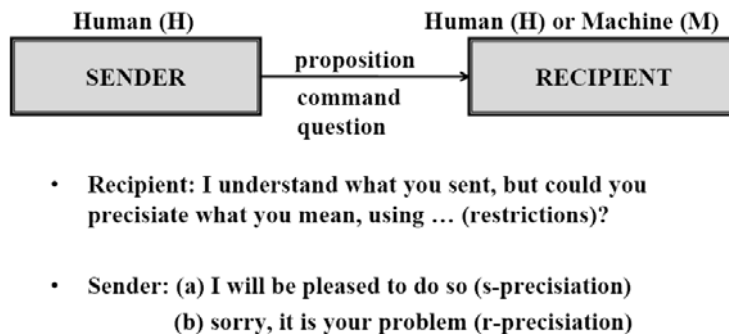 Human (H)
Human (H) or Machine (M)
SENDER
proposition
command
question
RECIPIENT
• Recipient: I understand what you sent, but could you
precisiate what you mean, using … (restrictions)?
• Sender: (a) I will be pleased to do so (s-precisiation)
(b) sorry, it is your problem (r-precisiation)